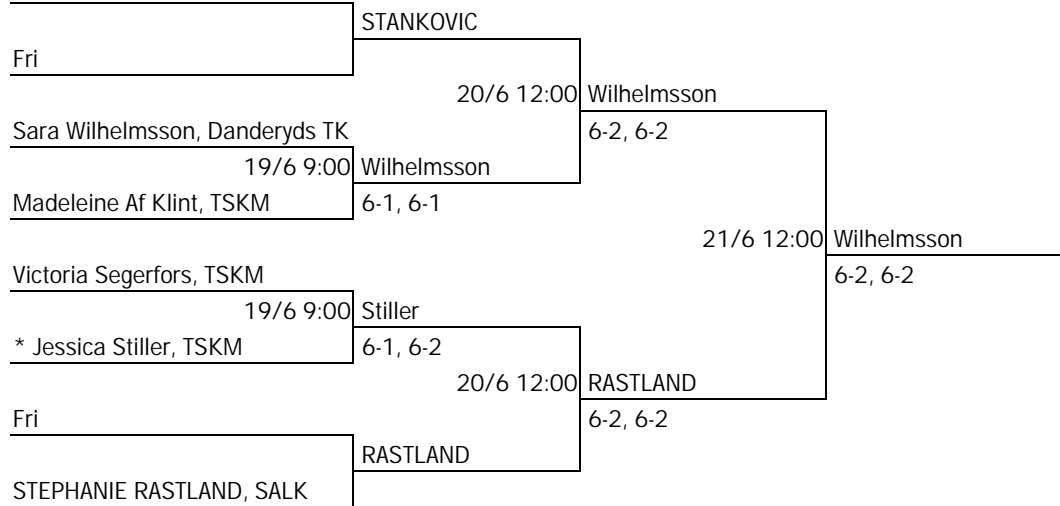 STANKOVIC
Fri
20/6 12:00 Wilhelmsson
Sara Wilhelmsson, Danderyds TK
6-2, 6-2
19/6 9:00 Wilhelmsson
Madeleine Af Klint, TSKM
6-1, 6-1
21/6 12:00 Wilhelmsson
Victoria Segerfors, TSKM
6-2, 6-2
19/6 9:00 Stiller
* Jessica Stiller, TSKM
6-1, 6-2
20/6 12:00 RASTLAND
Fri
6-2, 6-2
RASTLAND
STEPHANIE RASTLAND, SALK